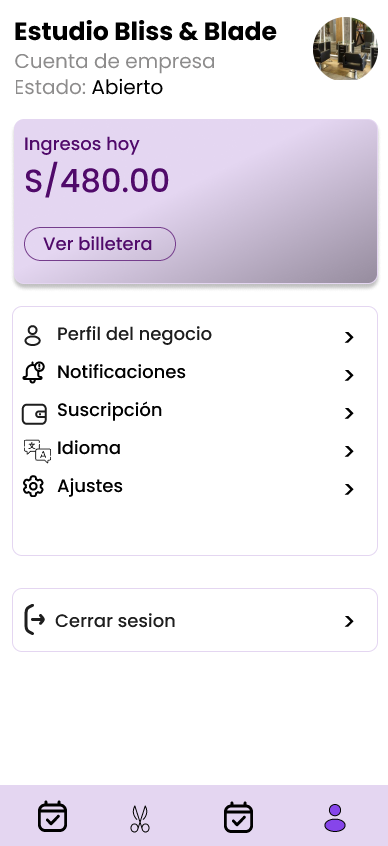 Estudio Bliss & Blade
Cuenta de empresa
Estado: Abierto
Ingresos hoy
S/480.00
Ver billetera
Perfil del negocio
Notificaciones
Suscripción
Idioma
Ajustes
Cerrar sesion